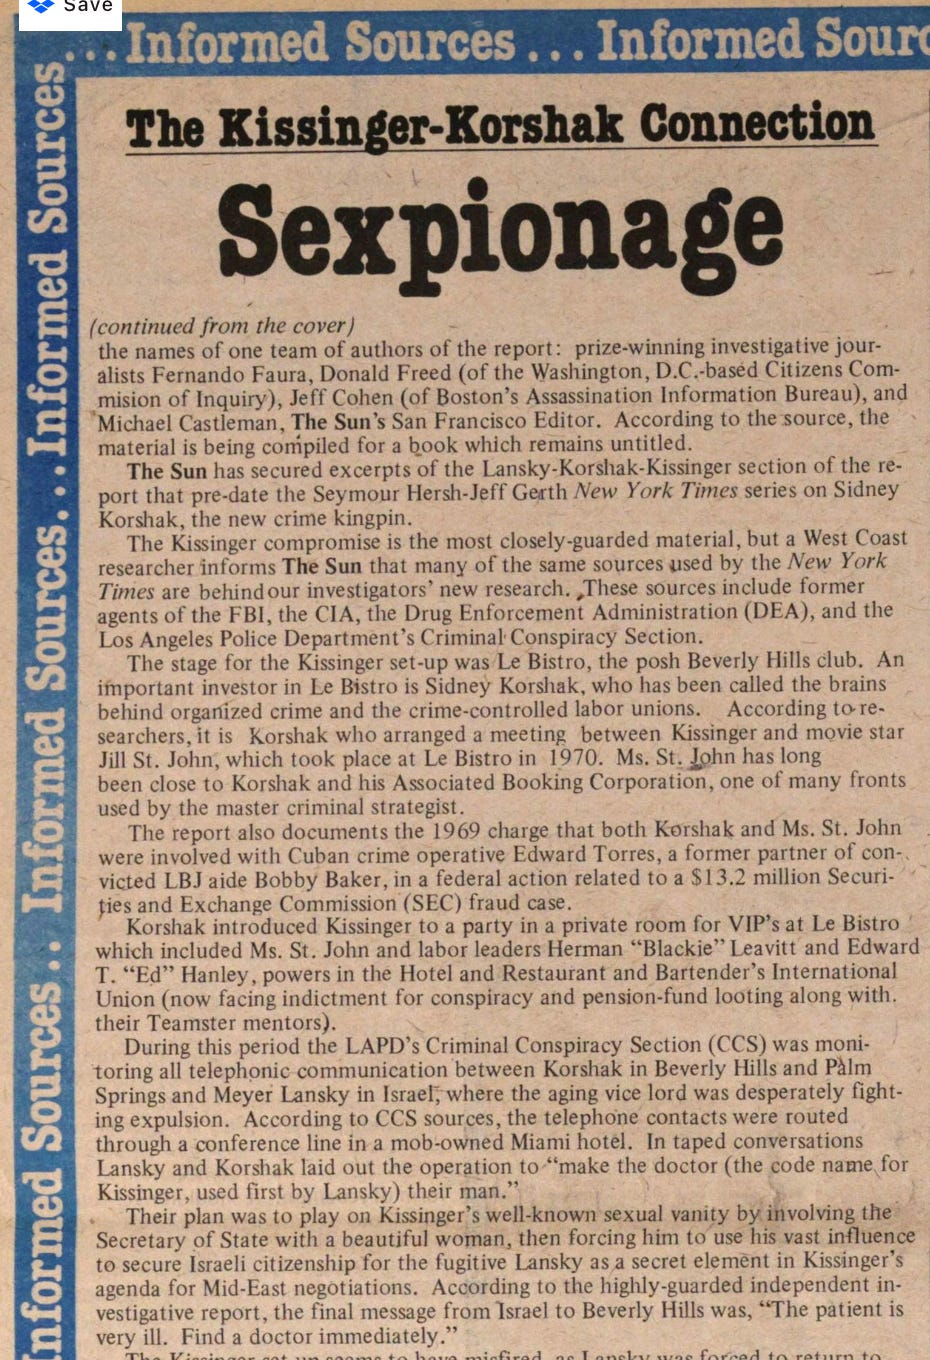 Save
...Informed Sources ... Informed Sourc
Informed Sources.. Informed Sources...Informed Sources
The Kissinger-Korshak Connection
Sexpionage
(continued from the cover)
the names of one team of authors of the report: prize-winning investigative jour-
alists Fernando Faura, Donald Freed (of the Washington, D.C.-based Citizens Com-
mision of Inquiry), Jeff Cohen (of Boston's Assassination Information Bureau), and
Michael Castleman, The Sun's San Francisco Editor. According to the source, the
material is being compiled for a book which remains untitled.
The Sun has secured excerpts of the Lansky-Korshak-Kissinger section of the re-
port that pre-date the Seymour Hersh-Jeff Gerth New York Times series on Sidney
Korshak, the new crime kingpin.
The Kissinger compromise is the most closely-guarded material, but a West Coast
researcher informs The Sun that many of the same sources used by the New York
Times are behind our investigators' new research. These sources include former
agents of the FBI, the CIA, the Drug Enforcement Administration (DEA), and the
Los Angeles Police Department's Criminal Conspiracy Section.
The stage for the Kissinger set-up was Le Bistro, the posh Beverly Hills club. An
important investor in Le Bistro is Sidney Korshak, who has been called the brains
behind organized crime and the crime-controlled labor unions. According to re-
searchers, it is Korshak who arranged a meeting between Kissinger and movie star
Jill St. John, which took place at Le Bistro in 1970. Ms. St. John has long
been close to Korshak and his Associated Booking Corporation, one of many fronts
used by the master criminal strategist.
The report also documents the 1969 charge that both Korshak and Ms. St. John
were involved with Cuban crime operative Edward Torres, a former partner of con-
victed LBJ aide Bobby Baker, in a federal action related to a $13.2 million Securi-
ties and Exchange Commission (SEC) fraud case.
Korshak introduced Kissinger to a party in a private room for VIP's at Le Bistro
which included Ms. St. John and labor leaders Herman "Blackie" Leavitt and Edward
T. "Ed" Hanley, powers in the Hotel and Restaurant and Bartender's International
Union (now facing indictment for conspiracy and pension-fund looting along with.
their Teamster mentors).
During this period the LAPD's Criminal Conspiracy Section (CCS) was moni-
toring all telephonic communication between Korshak in Beverly Hills and Palm
Springs and Meyer Lansky in Israel, where the aging vice lord was desperately fight-
ing expulsion. According to CCS sources, the telephone contacts were routed
through a conference line in a mob-owned Miami hotel. In taped conversations
Lansky and Korshak laid out the operation to "make the doctor (the code name for
Kissinger, used first by Lansky) their man."
Their plan was to play on Kissinger's well-known sexual vanity by involving the
Secretary of State with a beautiful woman, then forcing him to use his vast influence
to secure Israeli citizenship for the fugitive Lansky as a secret element in Kissinger's
agenda for Mid-East negotiations. According to the highly-guarded independent in-
vestigative report, the final message from Israel to Beverly Hills was, "The patient is
very ill. Find a doctor immediately."
The Kissinger set-up seems to have misfired, as Lansky was forced to return to